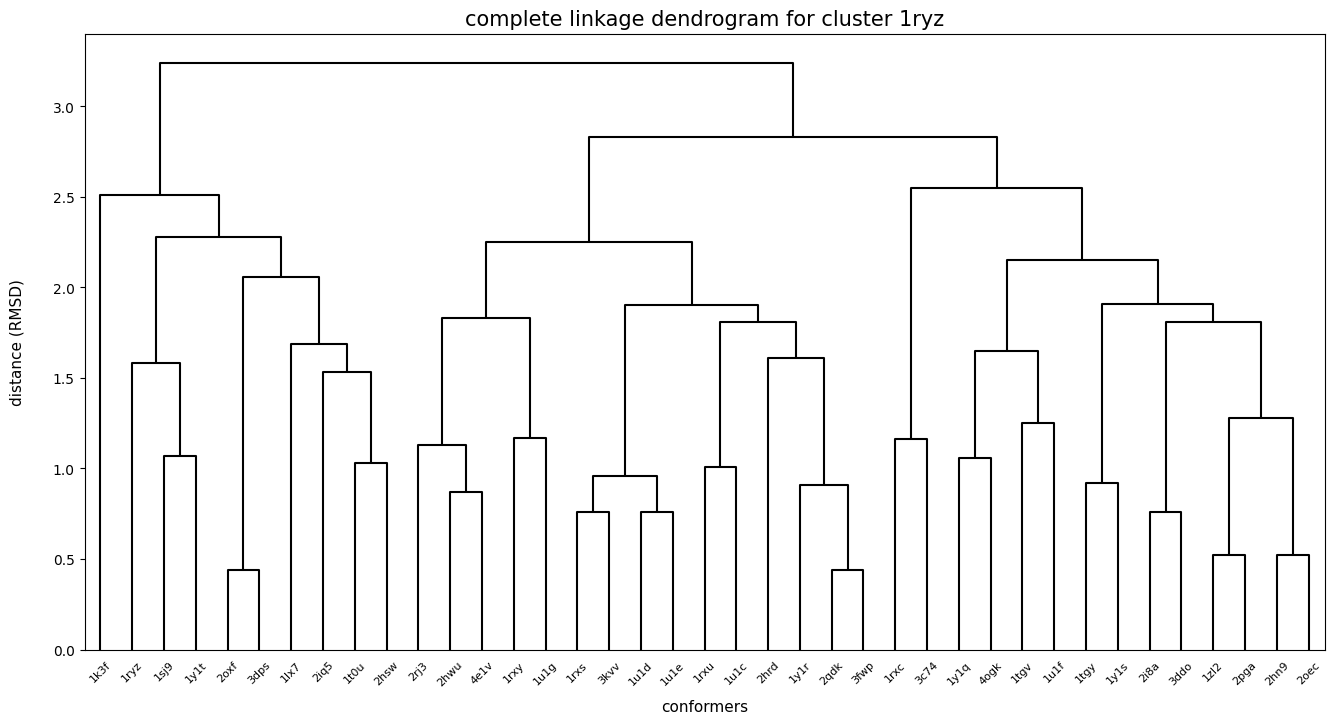 complete linkage dendrogram for cluster 1ryz
distance (RMSD)
3.0
2.5
2.0
1.5
1.0
0.5
0.0
1k3f 1ryz 1sj9 1y1t 2oxf 3dps 1lx7 2iq5 1t0u 2hsw 2rj3 2hwu 4e1v 1rxy 1u1g 1rxs 3kvv 1u1d 1u1e 1rxu 1u1c 2hrd 1y1r 2qdk 3fwp 1rxc 3c74 1y1q 4ogk 1tgv 1u1f 1tgy 1y1s 2i8a 3ddo 1zl2 2pga 2hn9 2oec
conformers